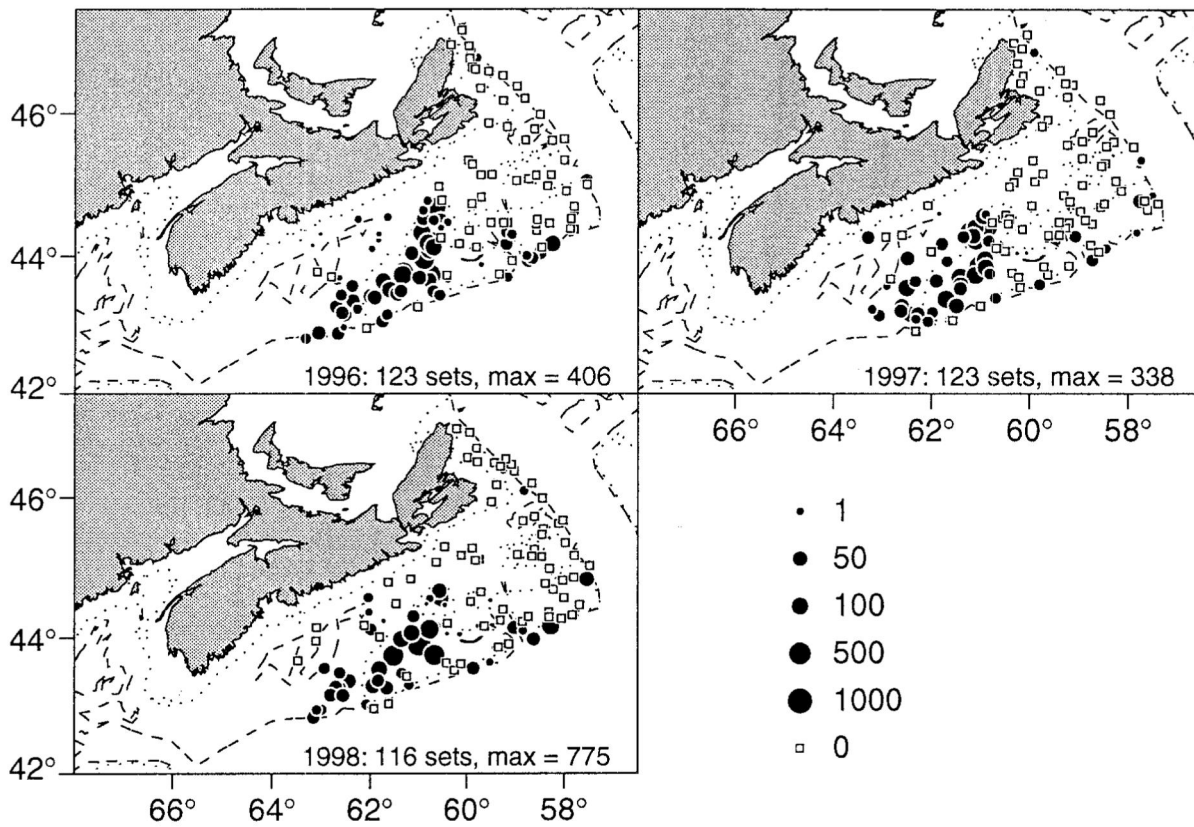 46°
44°
42°
1996: 123 sets, max = 406
1997: 123 sets, max = 338
66° 64° 62° 60° 58°
46°
44°
42°
1998: 116 sets, max = 775
66° 64° 62° 60° 58°
1
50
100
500
1000
0